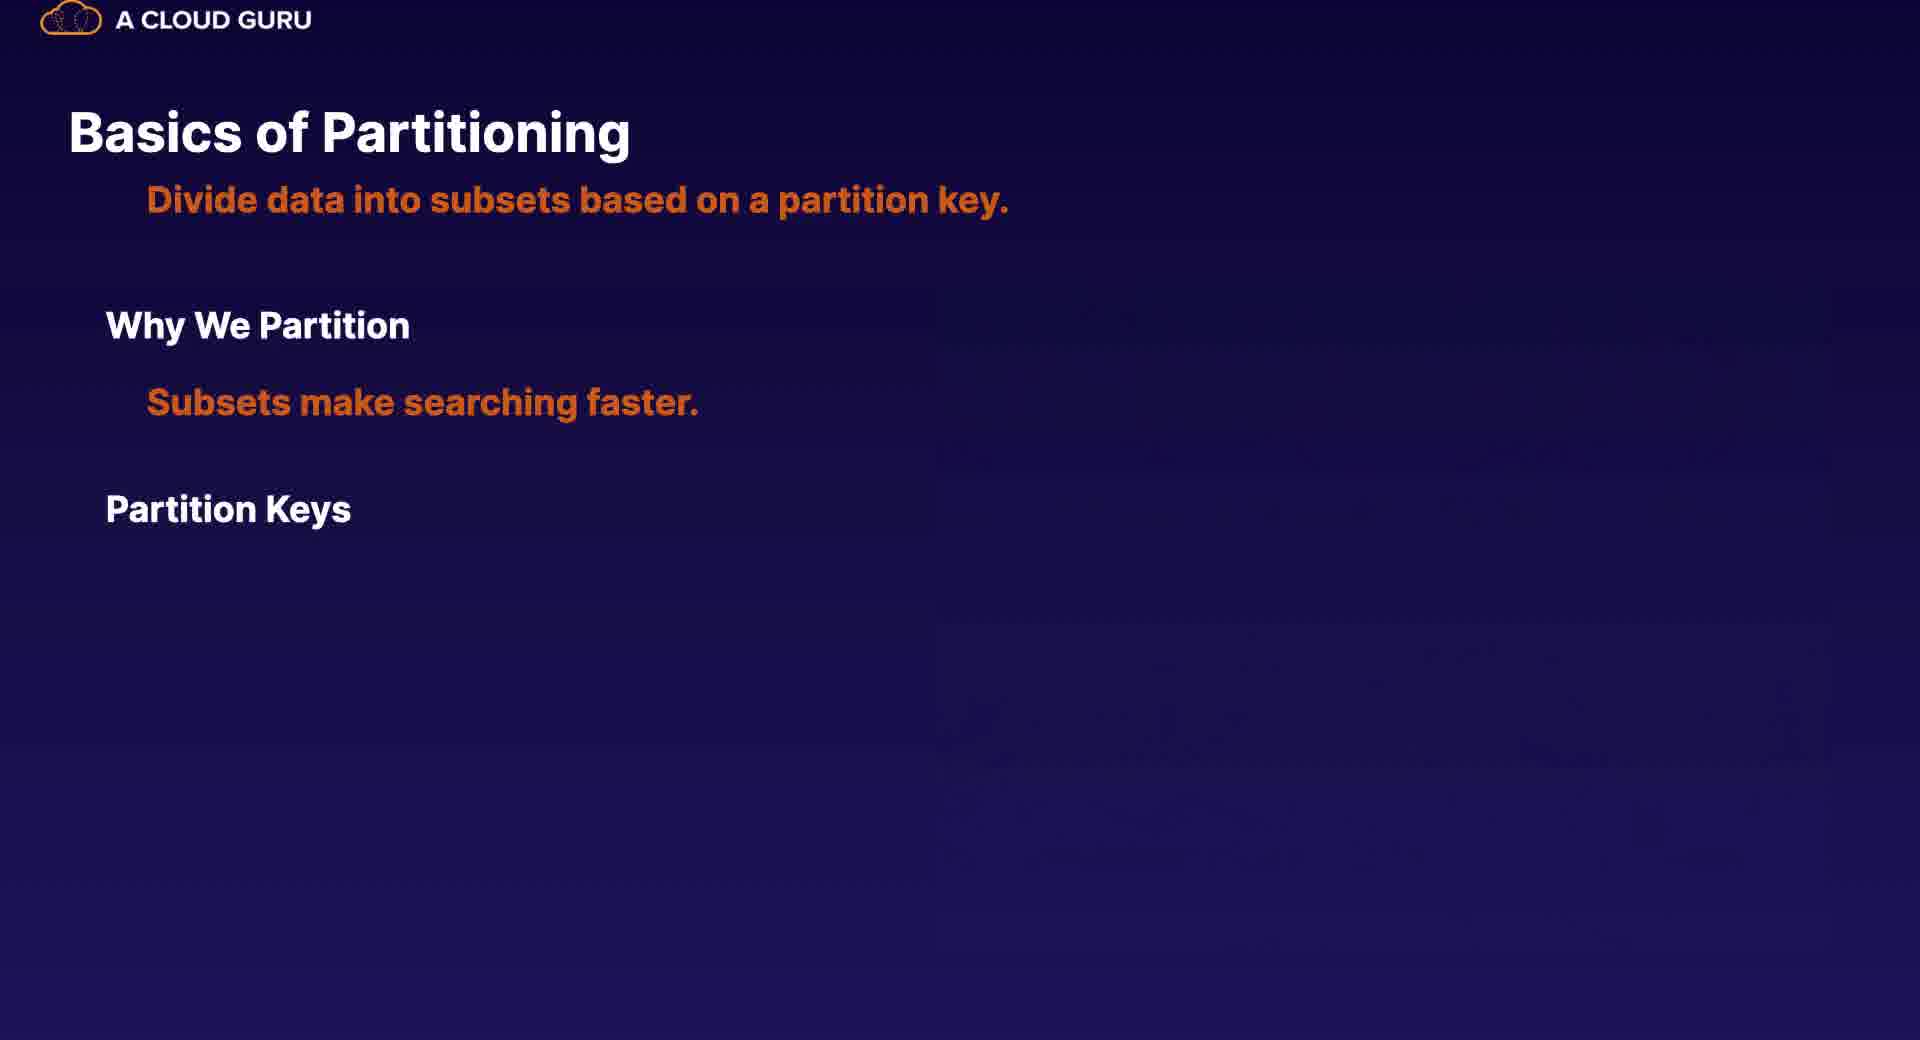 A CLOUD GURU
Basics of Partitioning
Divide data into subsets based on a partition key.
Why We Partition
Subsets make searching faster.
Partition Keys